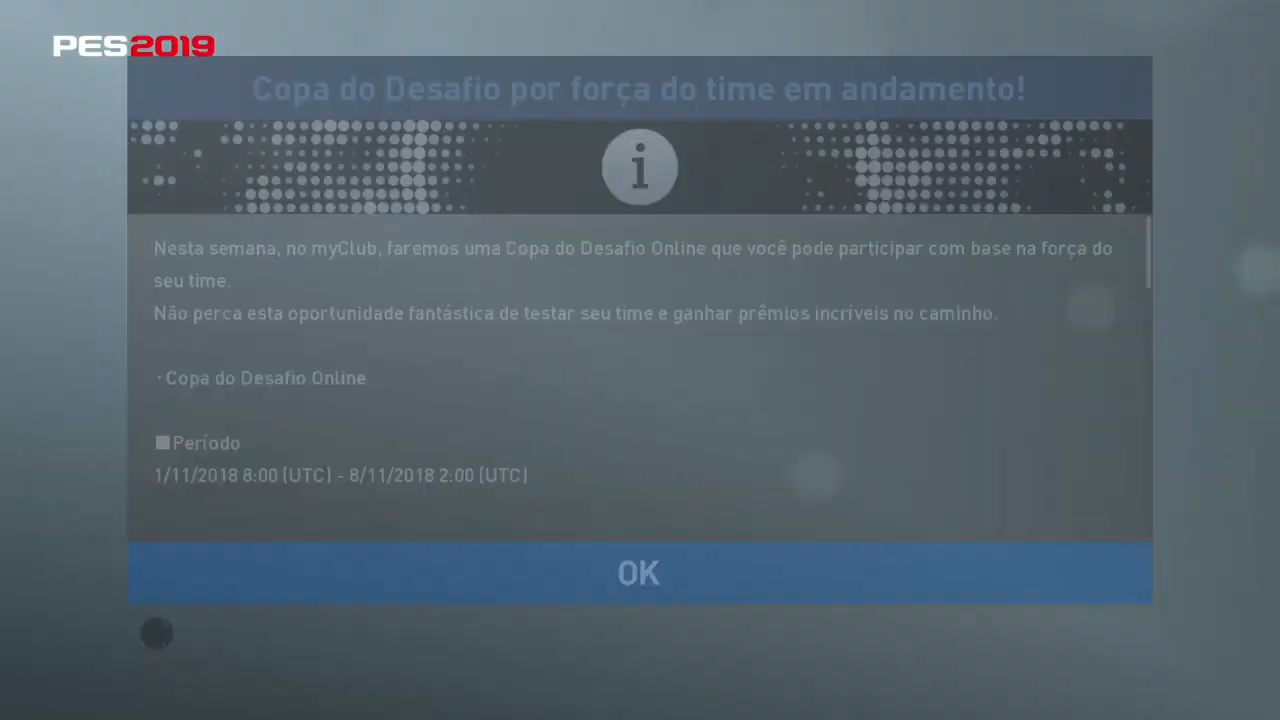 PES2019
Copa do Desafio por força do time em andamento!
i
Nesta semana, no myClub, faremos uma Copa do Desafio Online que você pode participar com base na força do
seu time.
Não perca esta oportunidade fantástica de testar seu time e ganhar prêmios incríveis no caminho.
・Copa do Desafio Online
■Período
1/11/2018 8:00 (UTC) - 8/11/2018 2:00 (UTC)
OK